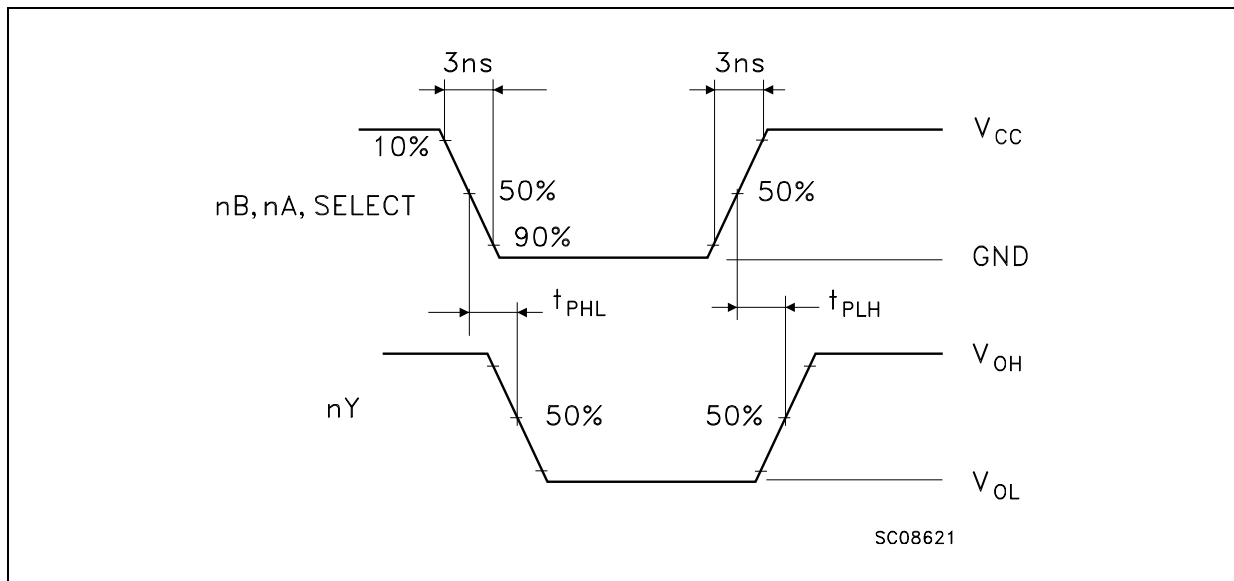 3ns 3ns
10%
V_CC
nB, nA, SELECT 50% 50%
90%
GND
t_PHL t_PLH
V_OH
nY 50% 50%
V_OL
SC08621